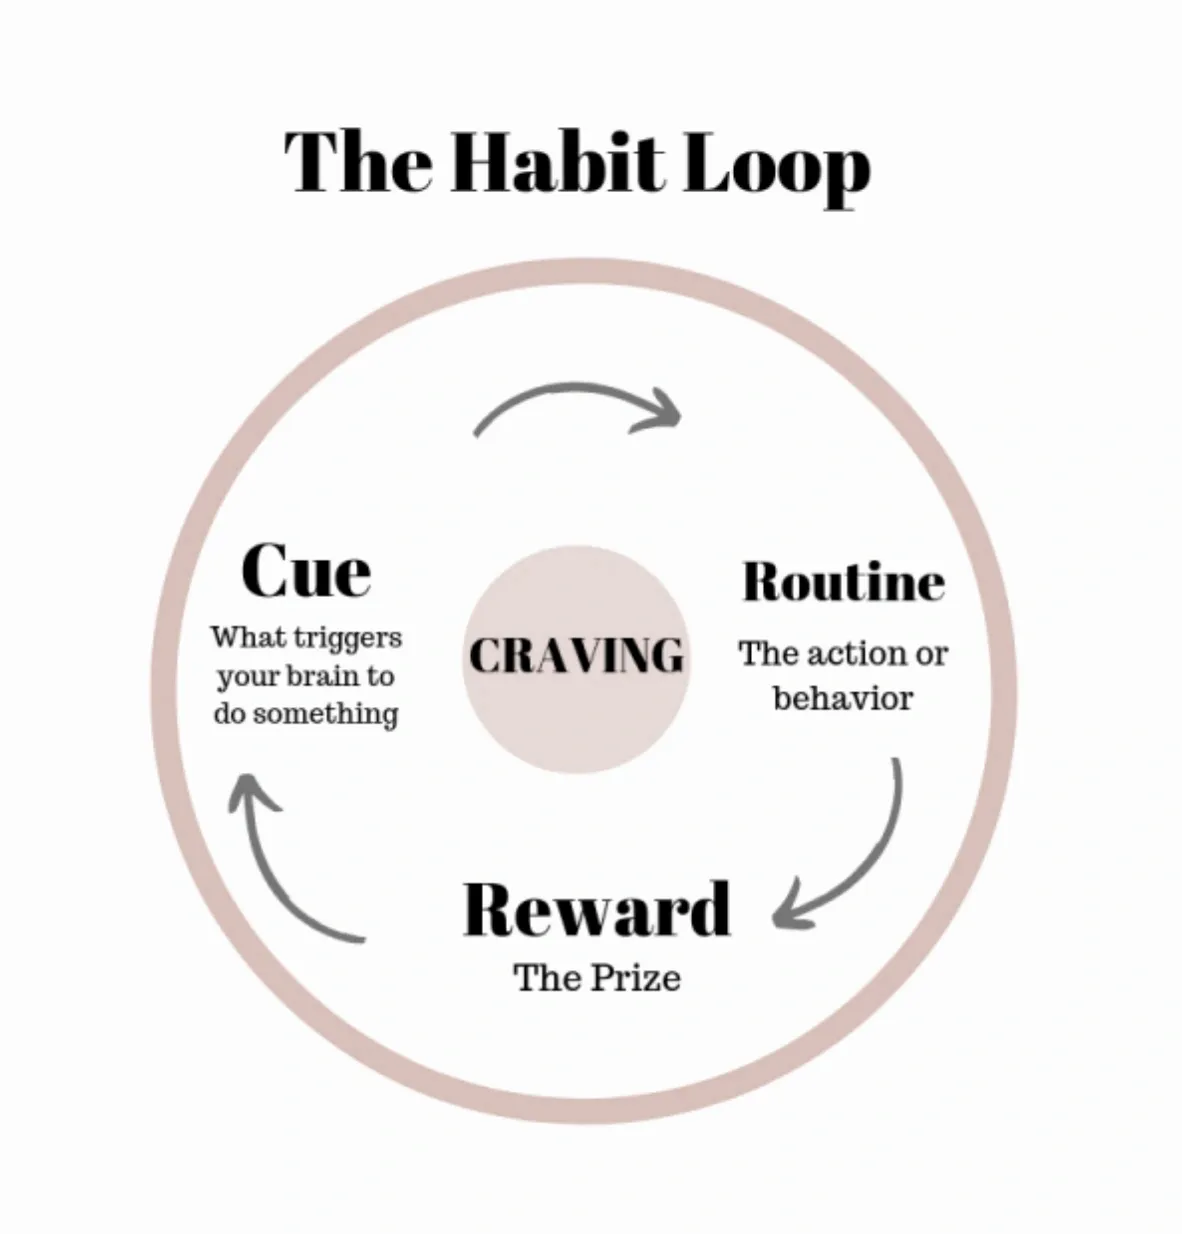 The Habit Loop
Cue
What triggers
your brain to
do something
CRAVING
Routine
The action or
behavior
Reward
The Prize